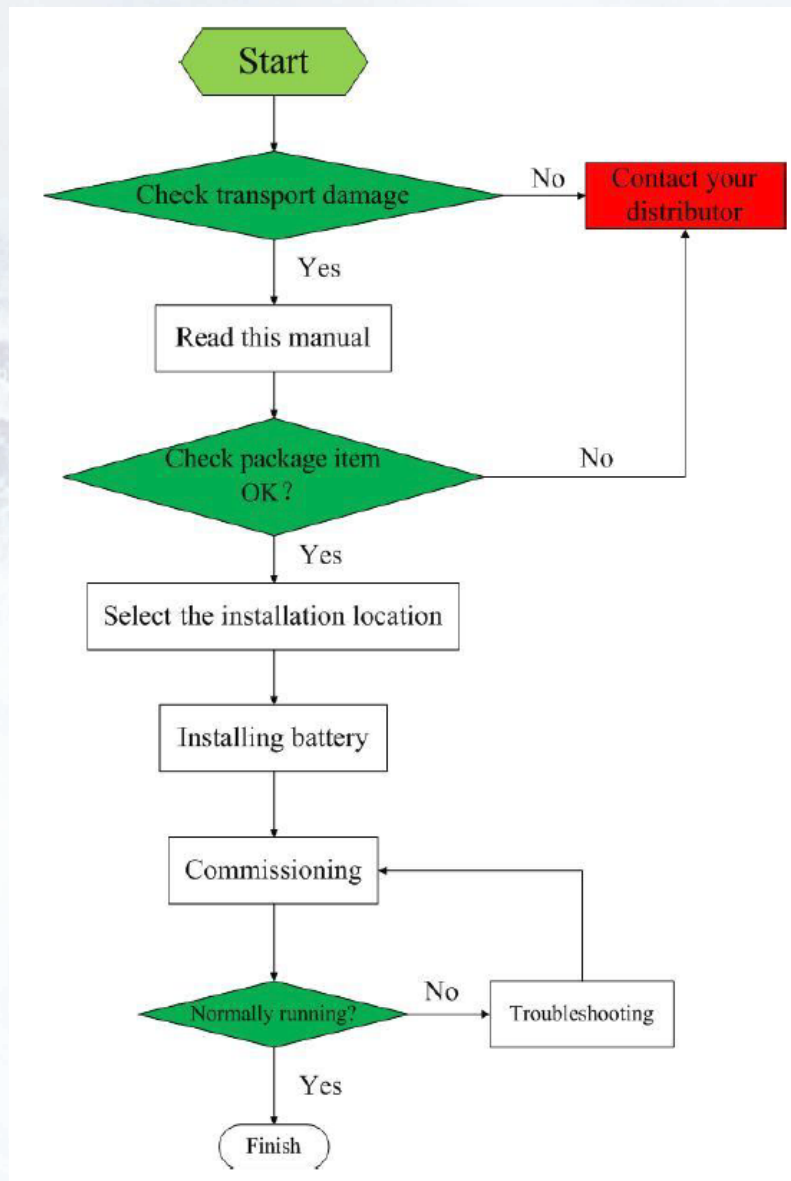 Start
Check transport damage
No
Contact your
distributor
Yes
Read this manual
Check package item
OK?
No
Yes
Select the installation location
Installing battery
Commissioning
Normally running?
No
Troubleshooting
Yes
Finish